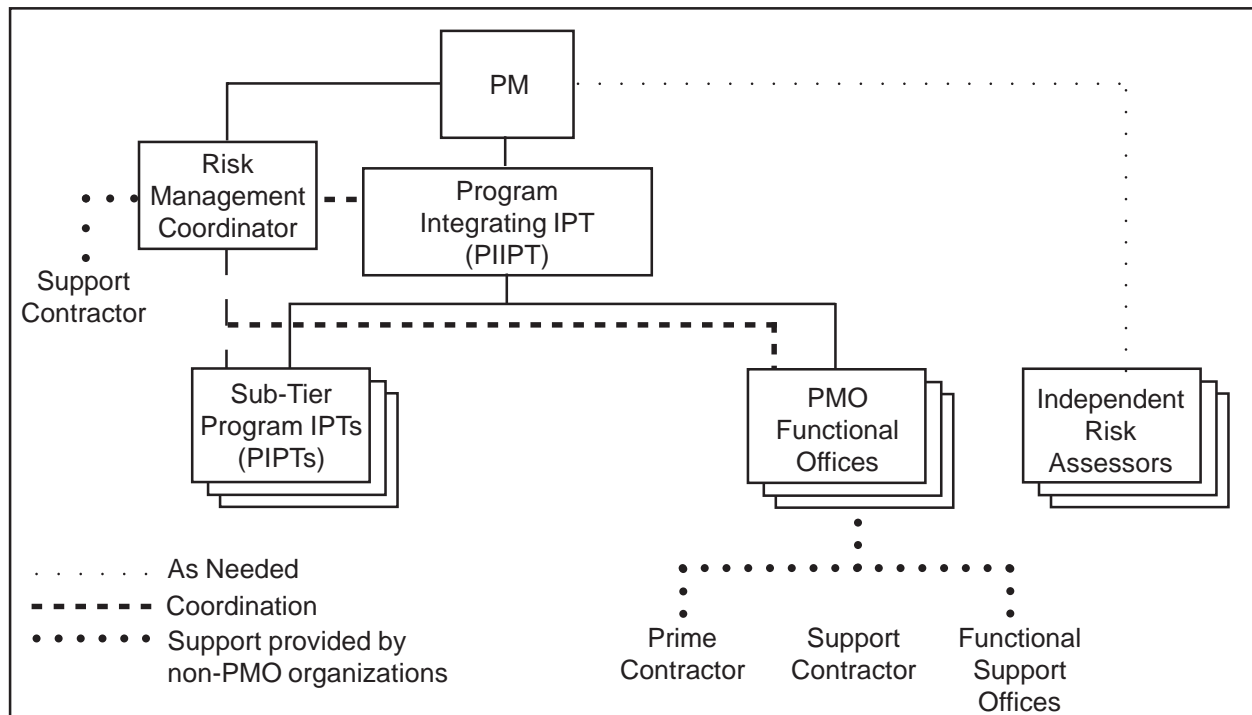 PM
Risk
Management
Coordinator
Program
Integrating IPT
(PIIPT)
Support
Contractor
Sub-Tier
Program IPTs
(PIPTs)
PMO
Functional
Offices
Independent
Risk
Assessors
As Needed
Coordination
Support provided by
non-PMO organizations
Prime
Contractor
Support
Contractor
Functional
Support
Offices